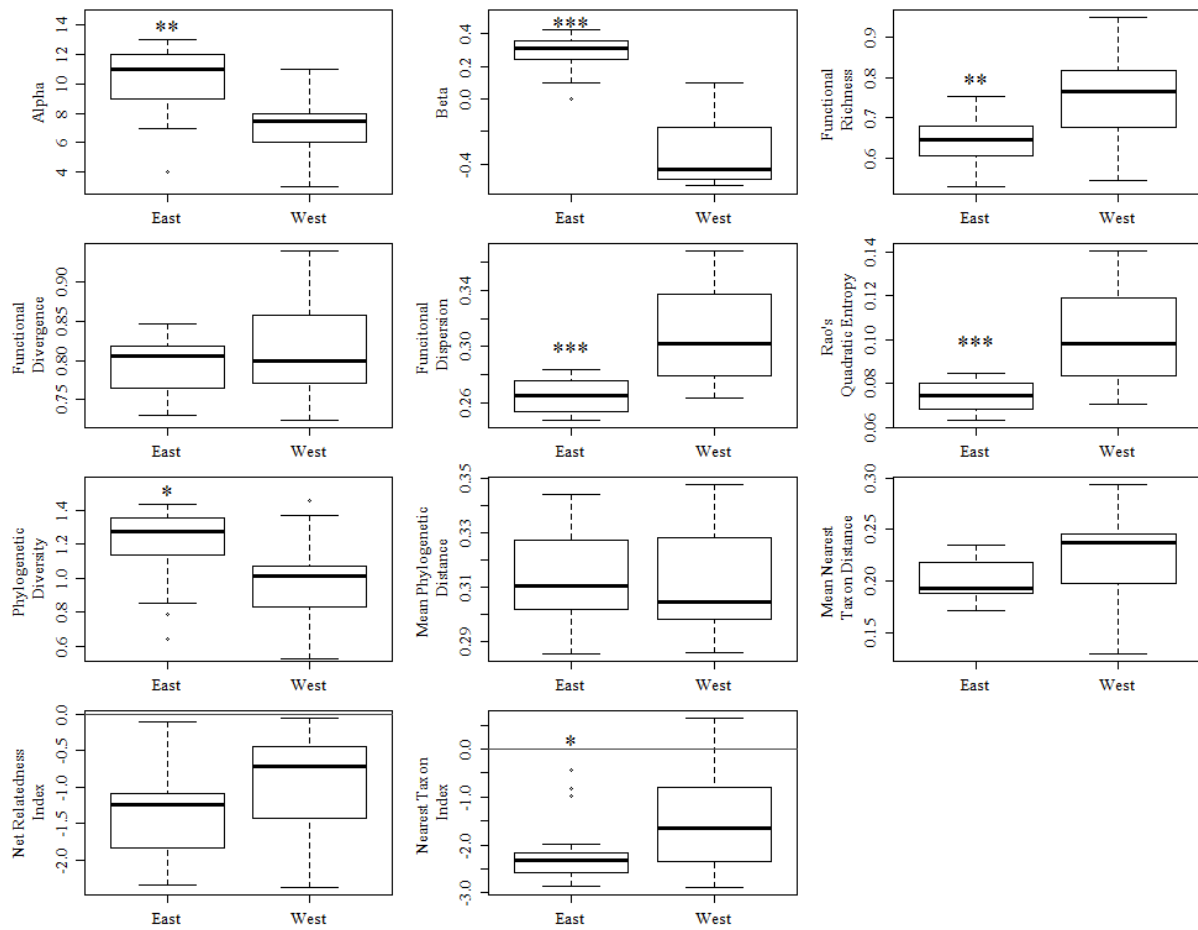 **
Alpha
4 6 8 10 12 14
East West
***
Beta
-0.4 0.0 0.2 0.4
East West
**
Functional
Richness
0.6 0.7 0.8 0.9
East West
Functional
Divergence
0.75 0.80 0.85 0.90
East West
***
Funcitonal
Dispersion
0.26 0.30 0.34
East West
***
Rao's
Quadratic Entropy
0.06 0.08 0.10 0.12 0.14
East West
*
Phylogenetic
Diversity
0.6 0.8 1.0 1.2 1.4
East West
Mean Phylogenetic
Distance
0.29 0.31 0.33 0.35
East West
Mean Nearest
Taxon Distance
0.15 0.20 0.25 0.30
East West
Net Relatedness
Index
-2.0 -1.5 -1.0 -0.5 0.0
East West
*
Nearest Taxon
Index
-3.0 -2.0 -1.0 0.0
East West